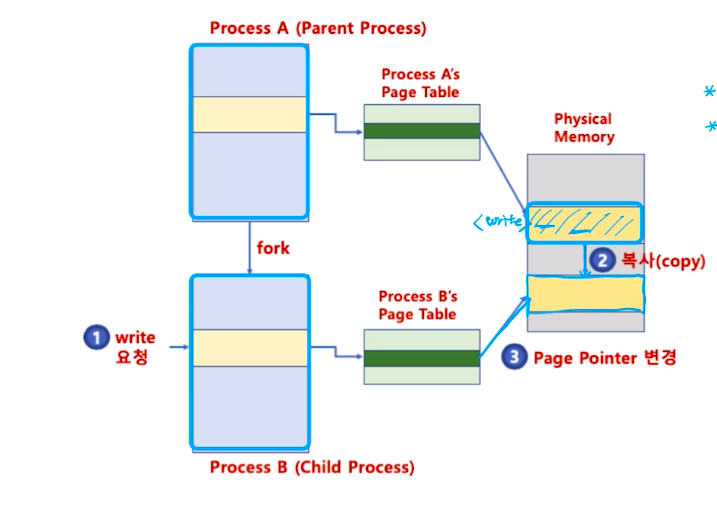 Process A (Parent Process)
Process A's
Page Table
Physical
Memory
*
*
<write>
fork
2 복사(copy)
Process B's
Page Table
1 write
요청
3 Page Pointer 변경
Process B (Child Process)